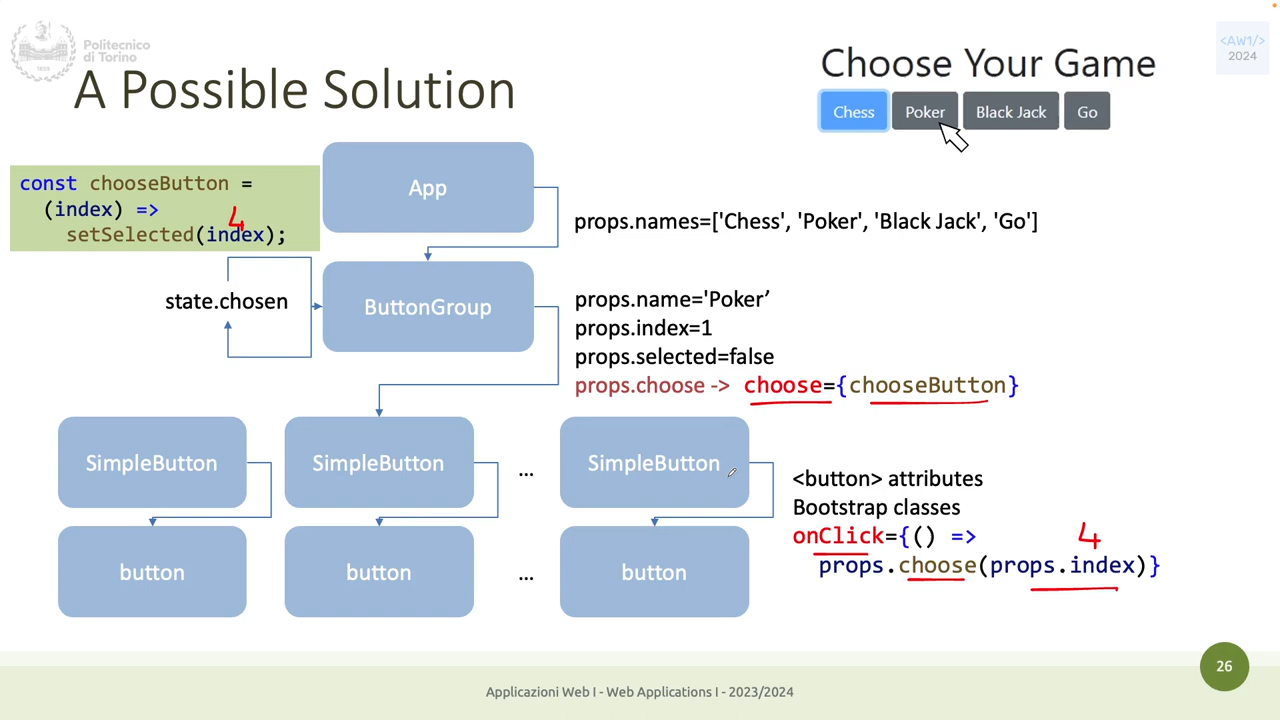 Politecnico
di Torino
A Possible Solution
<AW1/>
2024
Choose Your Game
Chess
Poker
Black Jack
Go
const chooseButton =
(index) =>
4
setSelected(index);
App
props.names=['Chess', 'Poker', 'Black Jack', 'Go']
state.chosen
ButtonGroup
props.name='Poker’
props.index=1
props.selected=false
props.choose -> choose={chooseButton}
SimpleButton
SimpleButton
...
SimpleButton
<button> attributes
Bootstrap classes
onClick={() =>
4
props.choose(props.index)}
button
button
...
button
26
Applicazioni Web I - Web Applications I - 2023/2024